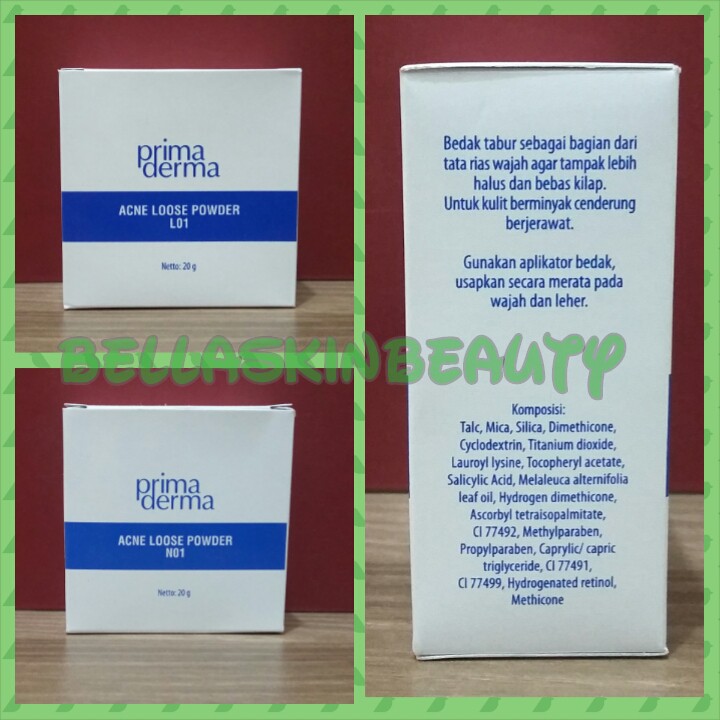 prima
derma
ACNE LOOSE POWDER
L01
Netto: 20 g
prima
derma
ACNE LOOSE POWDER
N01
Netto: 20 g
Bedak tabur sebagai bagian dari
tata rias wajah agar tampak lebih
halus dan bebas kilap.
Untuk kulit berminyak cenderung
berjerawat.
Gunakan aplikator bedak,
usapkan secara merata pada
wajah dan leher.
BELLASKINBEAUTY
Komposisi:
Talc, Mica, Silica, Dimethicone,
Cyclodextrin, Titanium dioxide,
Lauroyl lysine, Tocopheryl acetate,
Salicylic Acid, Melaleuca alternifolia
leaf oil, Hydrogen dimethicone,
Ascorbyl tetraisopalmitate,
CI 77492, Methylparaben,
Propylparaben, Caprylic/ capric
triglyceride, CI 77491,
CI 77499, Hydrogenated retinol,
Methicone